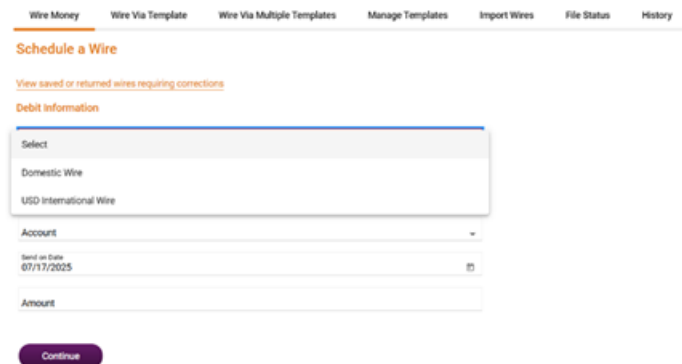 Wire Money Wire Via Template Wire Via Multiple Templates Manage Templates Import Wires File Status History
Schedule a Wire
View saved or returned wires requiring corrections
Debit Information
Select
Domestic Wire
USD International Wire
Account
Send on Date
07/17/2025
Amount
Continue